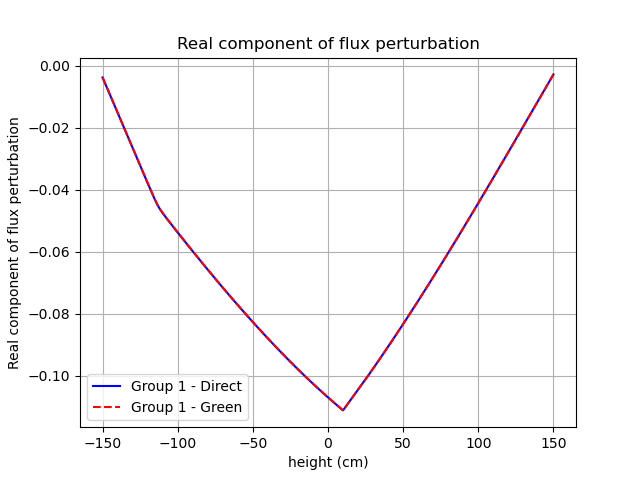 Real component of flux perturbation
Real component of flux perturbation
0.00
−0.02
−0.04
−0.06
−0.08
−0.10
Group 1 - Direct
Group 1 - Green
−150
−100
−50
0
50
100
150
height (cm)